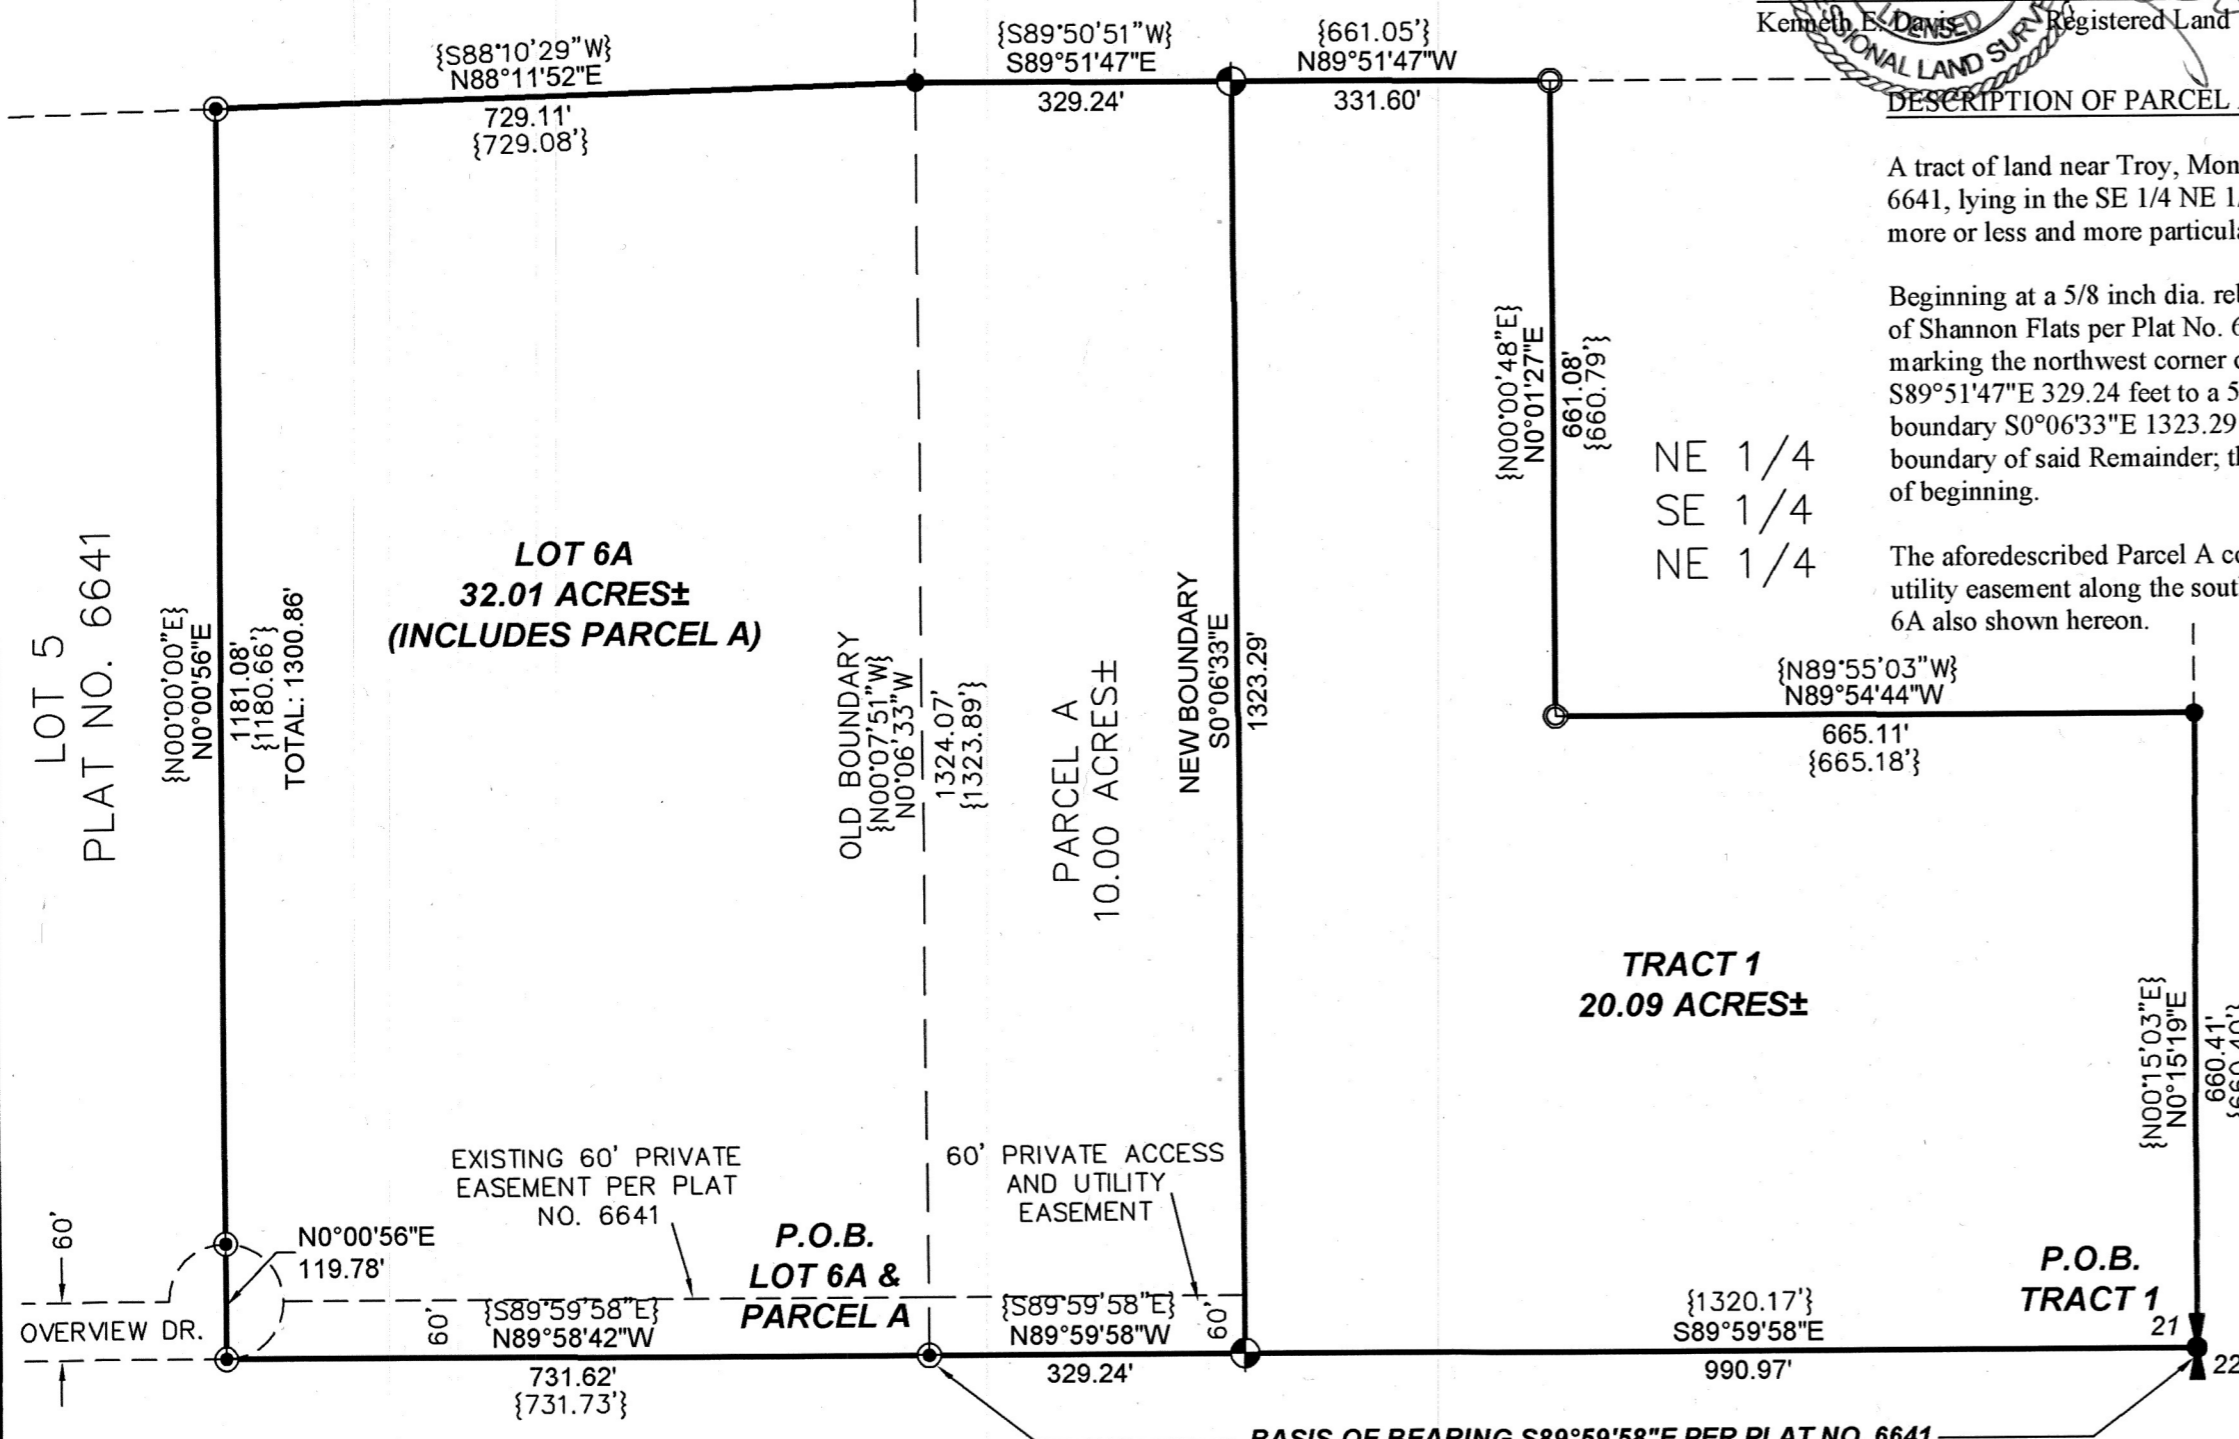 {S88°10'29"W}
N88°11'52"E
729.11'
{729.08'}
{S89°50'51"W}
S89°51'47"E
329.24'
{661.05'}
N89°51'47"W
331.60'
Kenneth E. Davis Registered Land
LICENSED
LAND
DESCRIPTION OF PARCEL
A tract of land near Troy, Mon
6641, lying in the SE 1/4 NE 1/
more or less and more particula
Beginning at a 5/8 inch dia. reb
of Shannon Flats per Plat No. 6
marking the northwest corner o
S89°51'47"E 329.24 feet to a 5
boundary S0°06'33"E 1323.29
boundary of said Remainder; th
of beginning.
The aforedescribed Parcel A co
utility easement along the sout
6A also shown hereon.
{N00°00'48"E}
N0°01'27"E
661.08'
{660.79'}
NE 1/4
SE 1/4
NE 1/4
LOT 5
PLAT NO. 6641
{N00°00'00"E}
N0°00'56"E
1181.08'
{1180.66'}
TOTAL: 1300.86'
LOT 6A
32.01 ACRES±
(INCLUDES PARCEL A)
OLD BOUNDARY
{N00°07'51"W}
N0°06'33"W
1324.07'
{1323.89'}
PARCEL A
10.00 ACRES±
NEW BOUNDARY
S0°06'33"E
1323.29'
{N89°55'03"W}
N89°54'44"W
665.11'
{665.18'}
TRACT 1
20.09 ACRES±
{N00°15'03"E}
N0°15'19"E
660.41'
{660.40'}
EXISTING 60' PRIVATE
EASEMENT PER PLAT
NO. 6641
60' PRIVATE ACCESS
AND UTILITY
EASEMENT
60'
N0°00'56"E
119.78'
OVERVIEW DR.
P.O.B.
LOT 6A &
PARCEL A
60'
{S89°59'58"E}
N89°58'42"W
731.62'
{731.73'}
{S89°59'58"E}
N89°59'58"W
329.24'
60'
{1320.17'}
S89°59'58"E
990.97'
P.O.B.
TRACT 1
21
22
BASIS OF BEARING S89°59'58"E PER PLAT NO. 6641